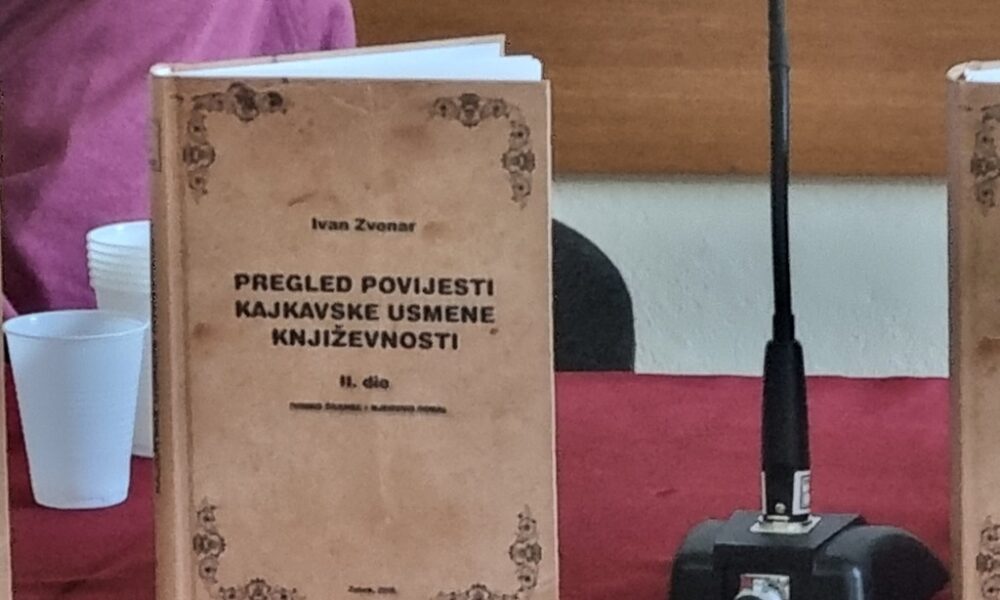 Ivan Zvonar
PREGLED POVIJESTI
KAJKAVSKE USMENE
KNJIŽEVNOSTI
II. dio